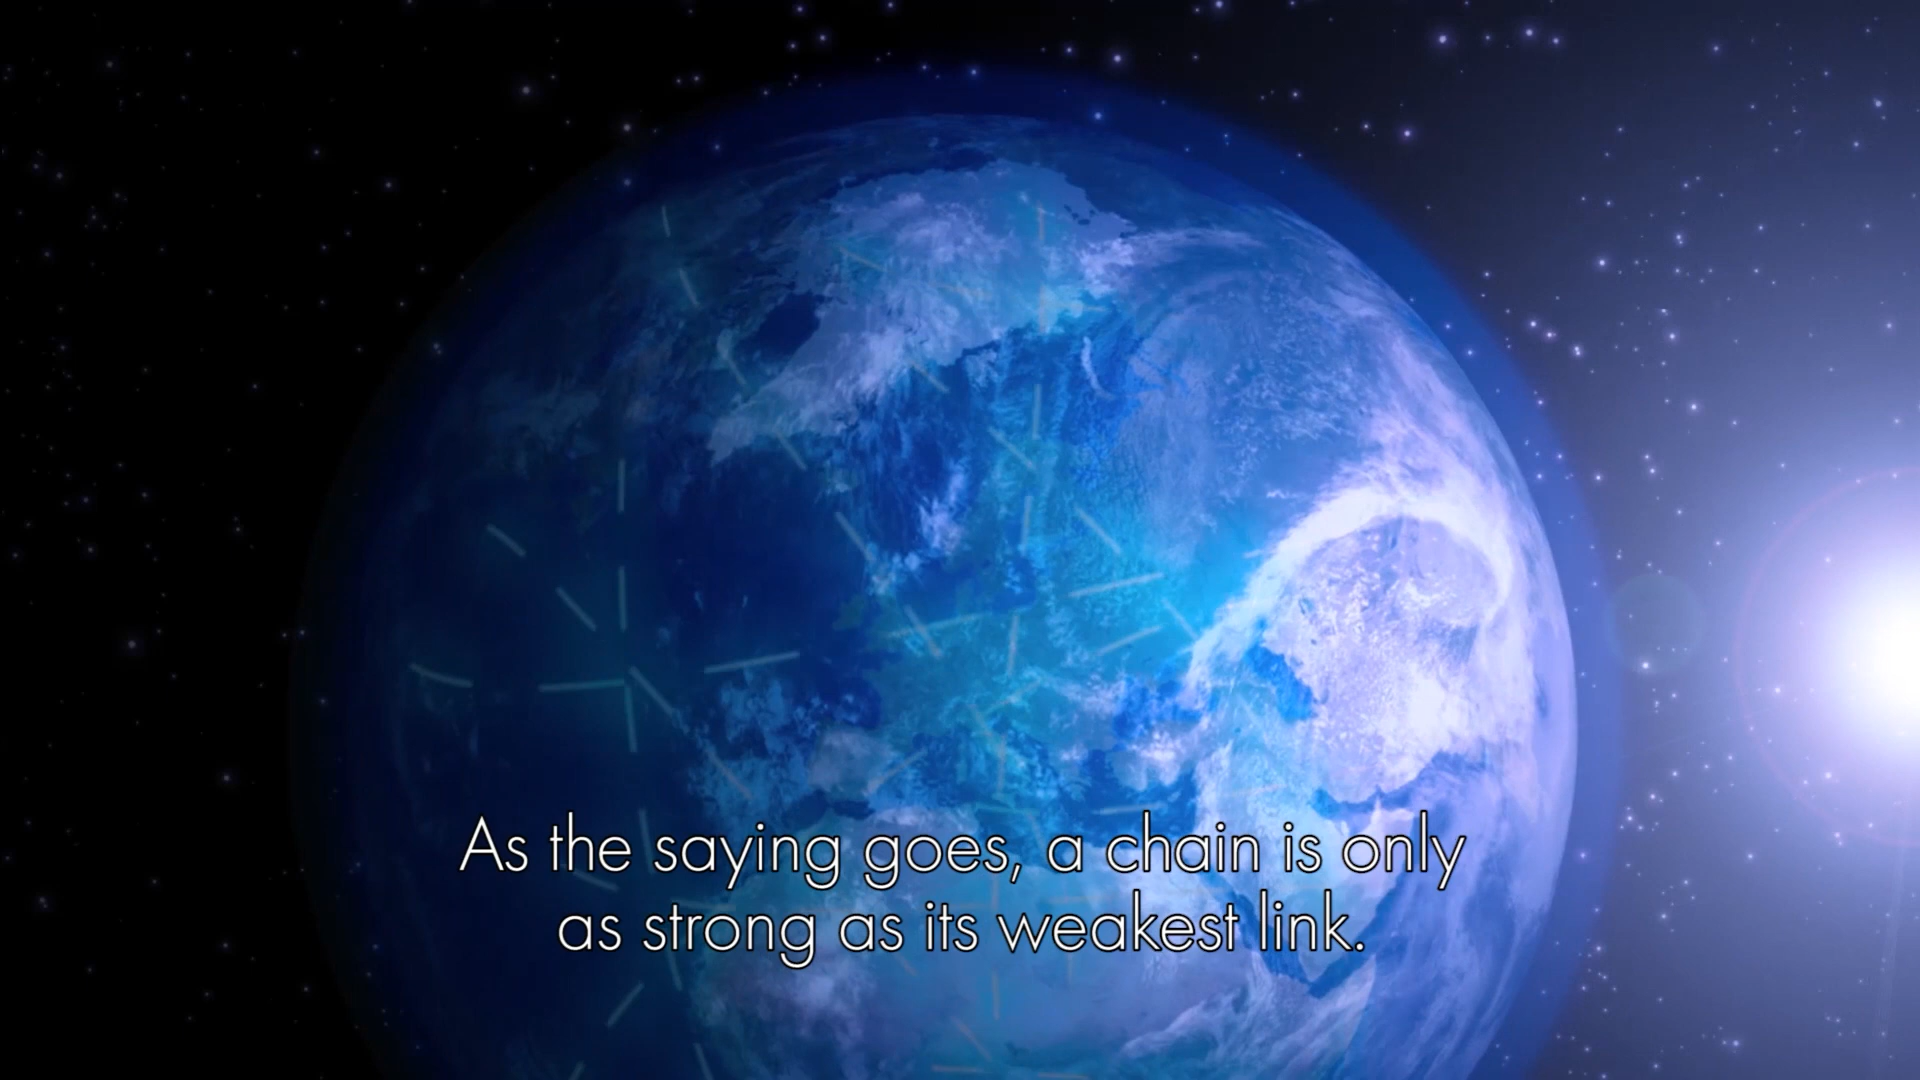 As the saying goes, a chain is only
as strong as its weakest link.